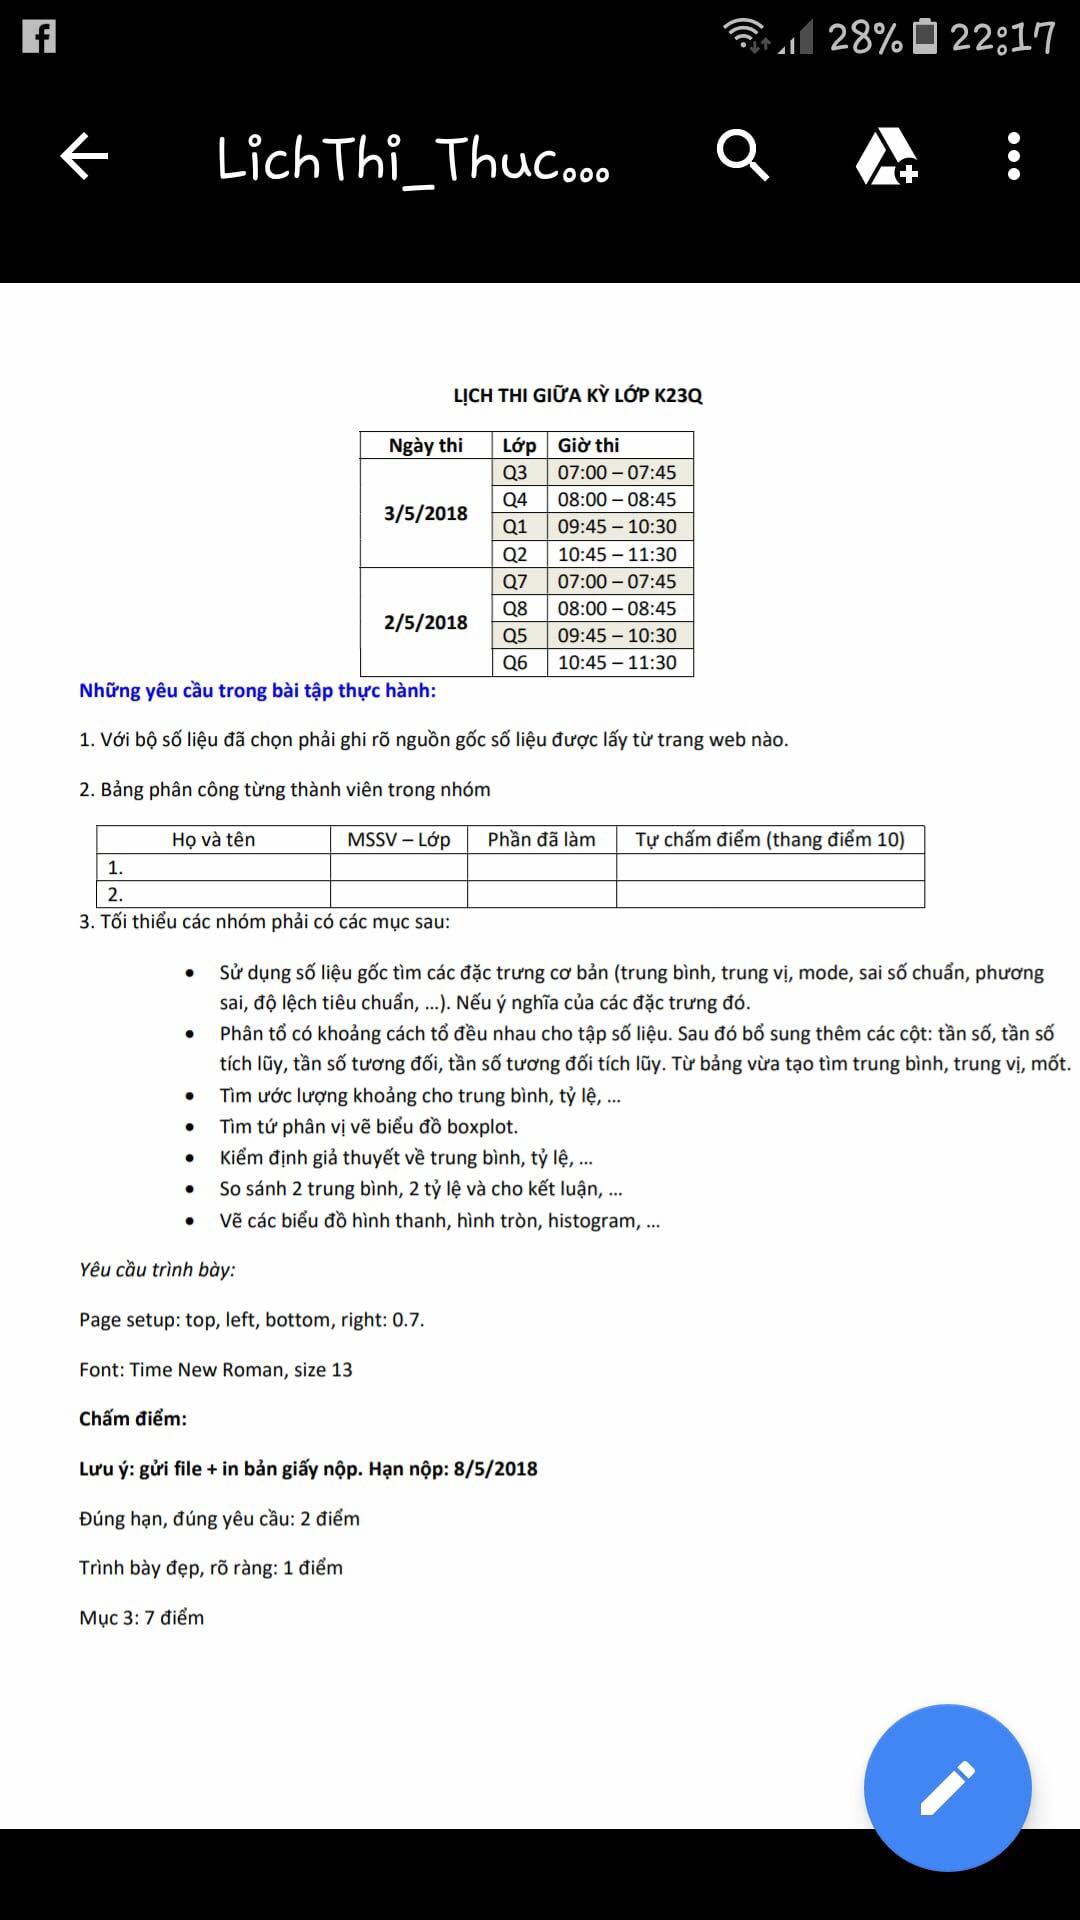 28% 22:17
LichThi_Thuc...
LỊCH THI GIỮA KỲ LỚP K23Q
Ngày thi Lớp Giờ thi
3/5/2018
Q3 07:00 – 07:45
Q4 08:00 – 08:45
Q1 09:45 – 10:30
Q2 10:45 – 11:30
2/5/2018
Q7 07:00 – 07:45
Q8 08:00 – 08:45
Q5 09:45 – 10:30
Q6 10:45 – 11:30
Những yêu cầu trong bài tập thực hành:
1. Với bộ số liệu đã chọn phải ghi rõ nguồn gốc số liệu được lấy từ trang web nào.
2. Bảng phân công từng thành viên trong nhóm
Họ và tên MSSV – Lớp Phần đã làm Tự chấm điểm (thang điểm 10)
1.
2.
3. Tối thiểu các nhóm phải có các mục sau:
• Sử dụng số liệu gốc tìm các đặc trưng cơ bản (trung bình, trung vị, mode, sai số chuẩn, phương
sai, độ lệch tiêu chuẩn, ...). Nếu ý nghĩa của các đặc trưng đó.
• Phân tổ có khoảng cách tổ đều nhau cho tập số liệu. Sau đó bổ sung thêm các cột: tần số, tần số
tích lũy, tần số tương đối, tần số tương đối tích lũy. Từ bảng vừa tạo tìm trung bình, trung vị, mốt.
• Tìm ước lượng khoảng cho trung bình, tỷ lệ, ...
• Tìm tứ phân vị vẽ biểu đồ boxplot.
• Kiểm định giả thuyết về trung bình, tỷ lệ, ...
• So sánh 2 trung bình, 2 tỷ lệ và cho kết luận, ...
• Vẽ các biểu đồ hình thanh, hình tròn, histogram, ...
Yêu cầu trình bày:
Page setup: top, left, bottom, right: 0.7.
Font: Time New Roman, size 13
Chấm điểm:
Lưu ý: gửi file + in bản giấy nộp. Hạn nộp: 8/5/2018
Đúng hạn, đúng yêu cầu: 2 điểm
Trình bày đẹp, rõ ràng: 1 điểm
Mục 3: 7 điểm